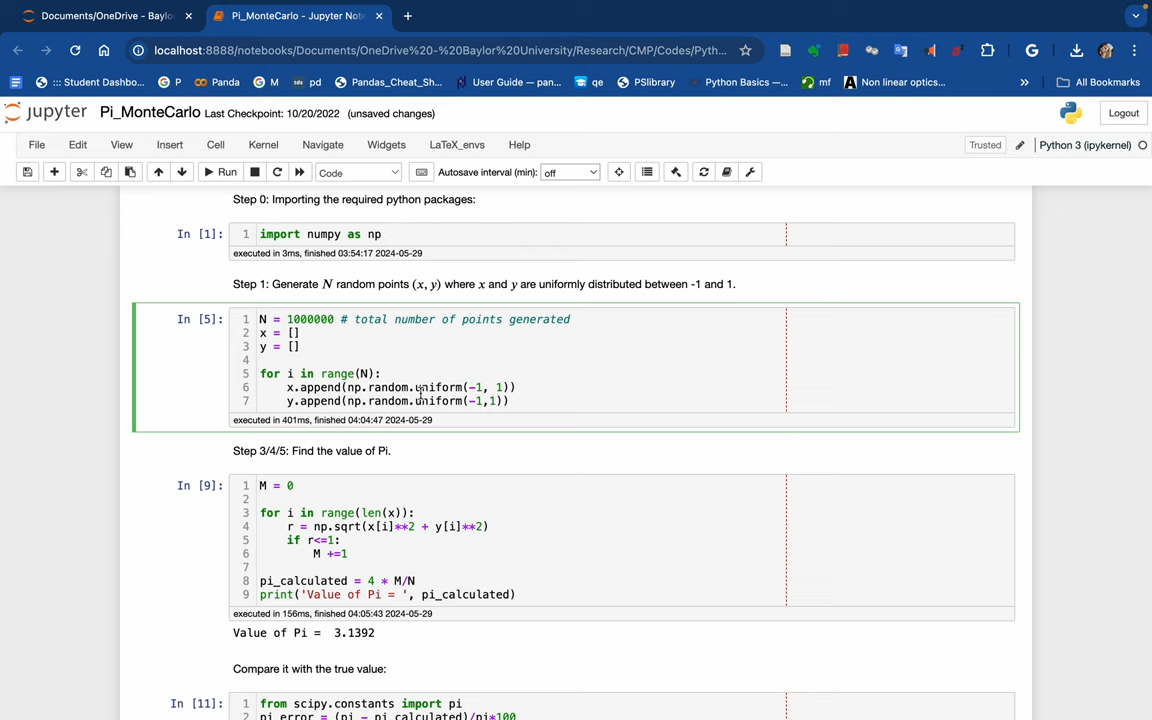 Documents/OneDrive - Baylo
Pi_MonteCarlo - Jupyter Not
localhost:8888/notebooks/Documents/OneDrive%20-%20Baylor%20University/Research/CMP/Codes/Pyth...
::: Student Dashbo...
G P
Panda
G M
pd
Pandas_Cheat_Sh...
User Guide — pan...
qe
PSlibrary
Python Basics —...
mf
Non linear optics...
All Bookmarks
jupyter Pi_MonteCarlo Last Checkpoint: 10/20/2022 (unsaved changes)
Logout
File Edit View Insert Cell Kernel Navigate Widgets LaTeX_envs Help
Trusted Python 3 (ipykernel)
Run Code Autosave interval (min): off
Step 0: Importing the required python packages:
In [1]: 1 import numpy as np
executed in 3ms, finished 03:54:17 2024-05-29
Step 1: Generate N random points (x, y) where x and y are uniformly distributed between -1 and 1.
In [5]: 1 N = 1000000 # total number of points generated
2 x = []
3 y = []
4
5 for i in range(N):
6 x.append(np.random.uniform(-1, 1))
7 y.append(np.random.uniform(-1,1))
executed in 401ms, finished 04:04:47 2024-05-29
Step 3/4/5: Find the value of Pi.
In [9]: 1 M = 0
2
3 for i in range(len(x)):
4 r = np.sqrt(x[i]**2 + y[i]**2)
5 if r<=1:
6 M +=1
7
8 pi_calculated = 4 * M/N
9 print('Value of Pi = ', pi_calculated)
executed in 156ms, finished 04:05:43 2024-05-29
Value of Pi =  3.1392
Compare it with the true value:
In [11]: 1 from scipy.constants import pi
2 pi_error = (pi - pi_calculated)/pi*100